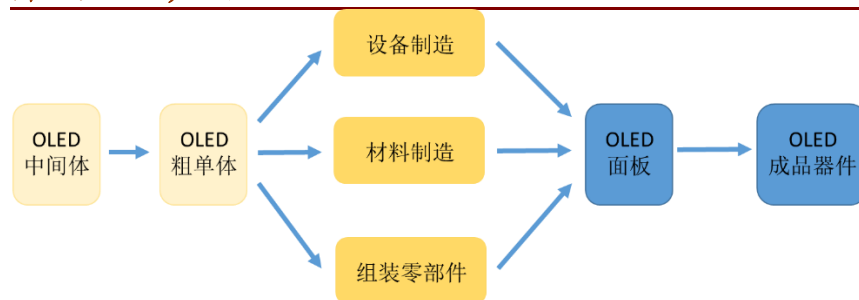 设备制造
OLED
中间体
OLED
粗单体
材料制造
OLED
面板
OLED
成品器件
组装零部件